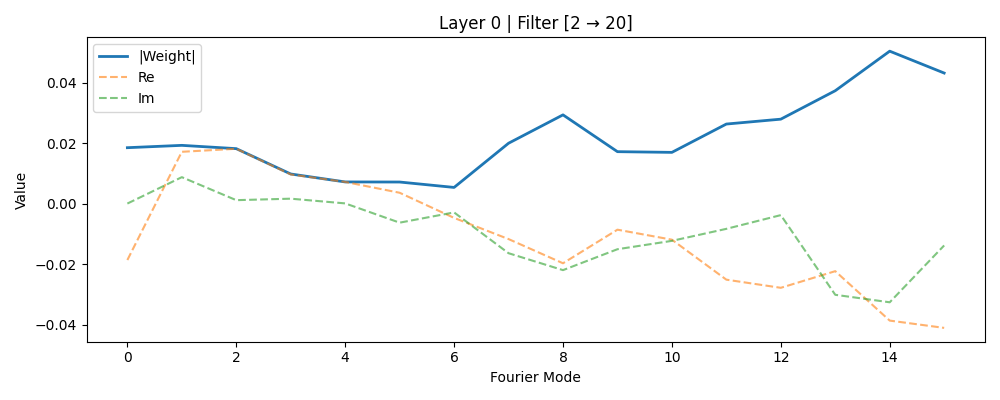 Layer 0 | Filter [2 → 20]
|Weight|
Re
Im
Value
0.04
0.02
0.00
−0.02
−0.04
0 2 4 6 8 10 12 14
Fourier Mode